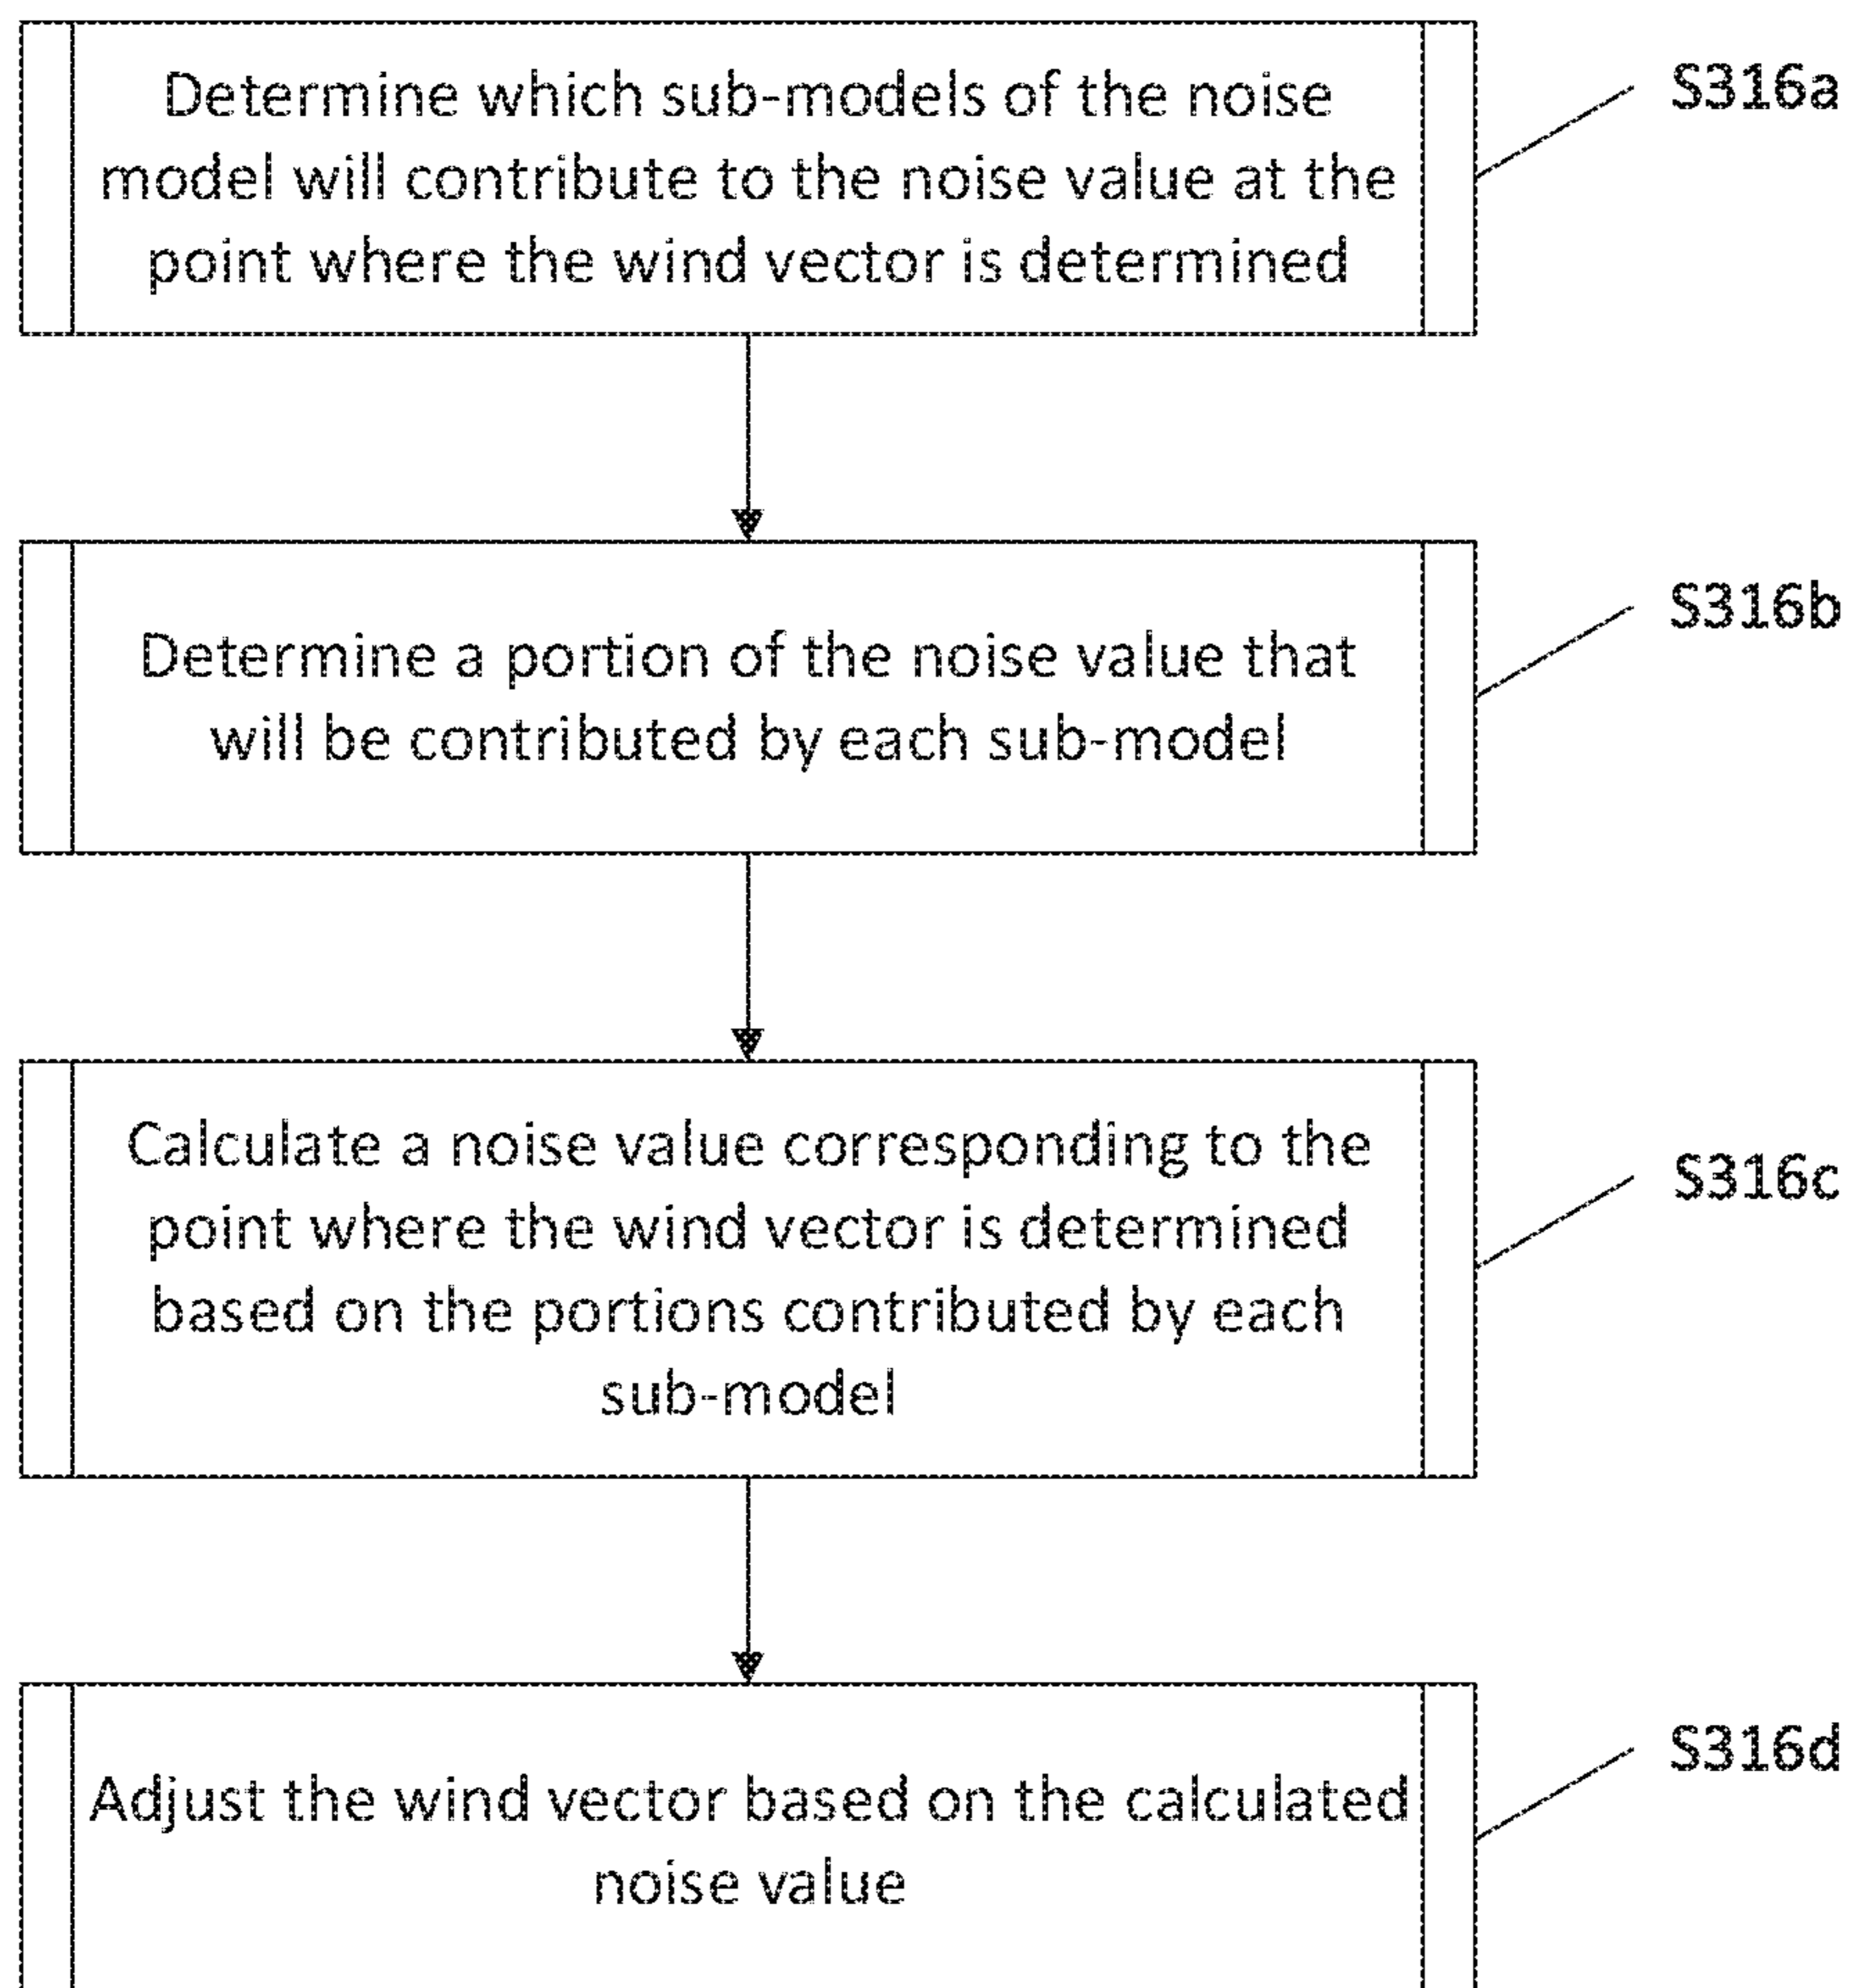 Determine which sub-models of the noise
model will contribute to the noise value at the
point where the wind vector is determined
S316a
Determine a portion of the noise value that
will be contributed by each sub-model
S316b
Calculate a noise value corresponding to the
point where the wind vector is determined
based on the portions contributed by each
sub-model
S316c
Adjust the wind vector based on the calculated
noise value
S316d